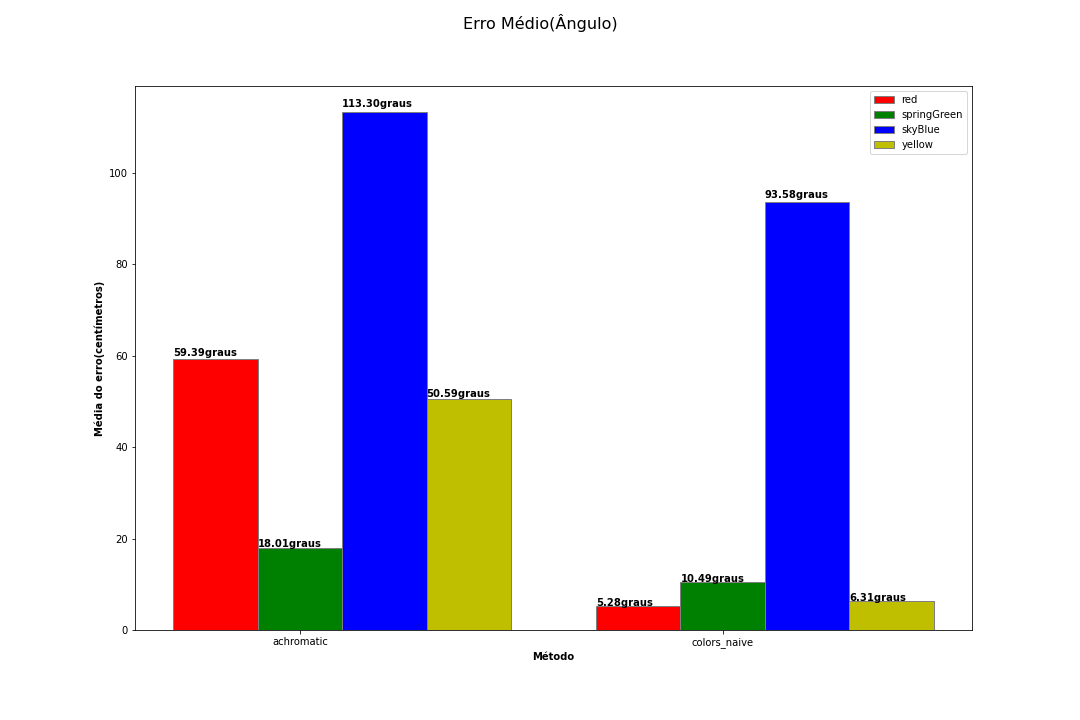 Erro Médio(Ângulo)
113.30graus
59.39graus
50.59graus
18.01graus
93.58graus
10.49graus
5.28graus
6.31graus
red
springGreen
skyBlue
yellow
Média do erro(centímetros)
100
80
60
40
20
0
achromatic
colors_naive
Método